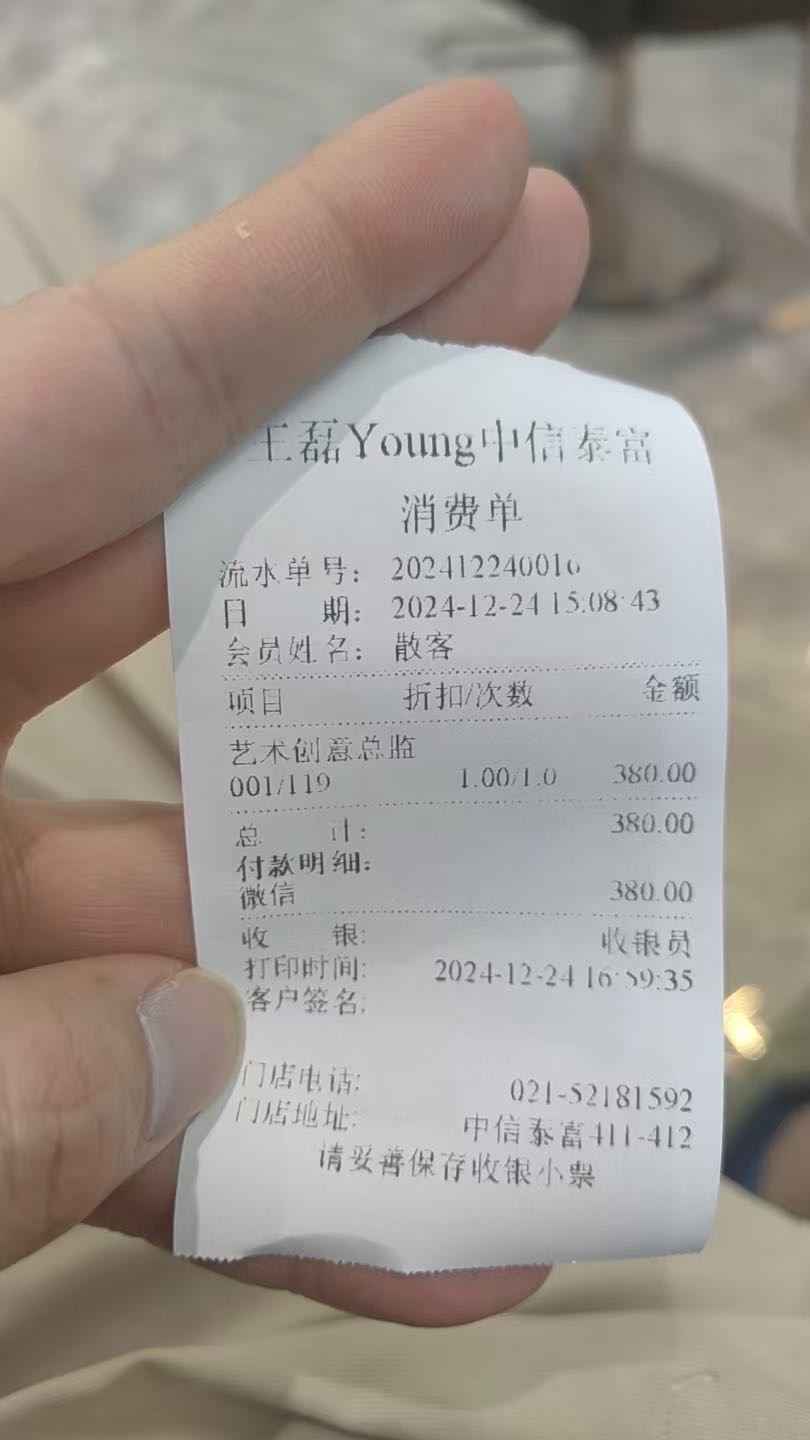 王磊Young中信泰富
消费单
流水单号: 202412240016
日 期: 2024-12-24 15:08:43
会员姓名: 散客
项目 折扣/次数 金额
艺术创意总监
001/119 1.00/1.0 380.00
总 计: 380.00
付款明细:
微信 380.00
收 银: 收银员
打印时间: 2024-12-24 16:59:35
客户签名:
门店电话: 021-52181592
门店地址: 中信泰富411-412
请妥善保存收银小票